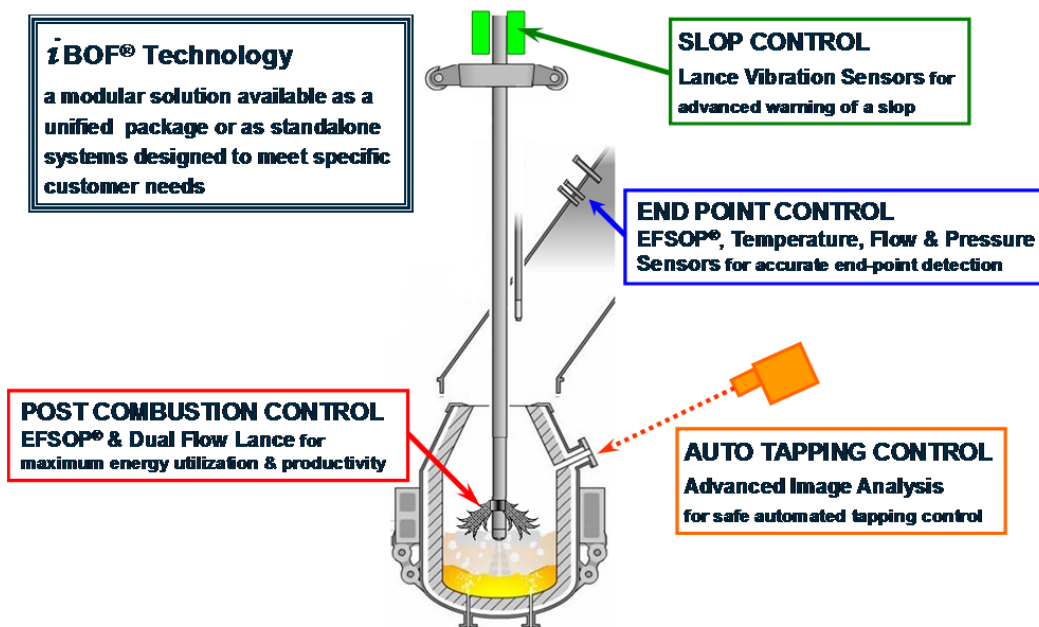 i BOF® Technology
a modular solution available as a
unified package or as standalone
systems designed to meet specific
customer needs
SLOP CONTROL
Lance Vibration Sensors for
advanced warning of a slop
END POINT CONTROL
EFSOP®, Temperature, Flow & Pressure
Sensors for accurate end-point detection
POST COMBUSTION CONTROL
EFSOP® & Dual Flow Lance for
maximum energy utilization & productivity
AUTO TAPPING CONTROL
Advanced Image Analysis
for safe automated tapping control